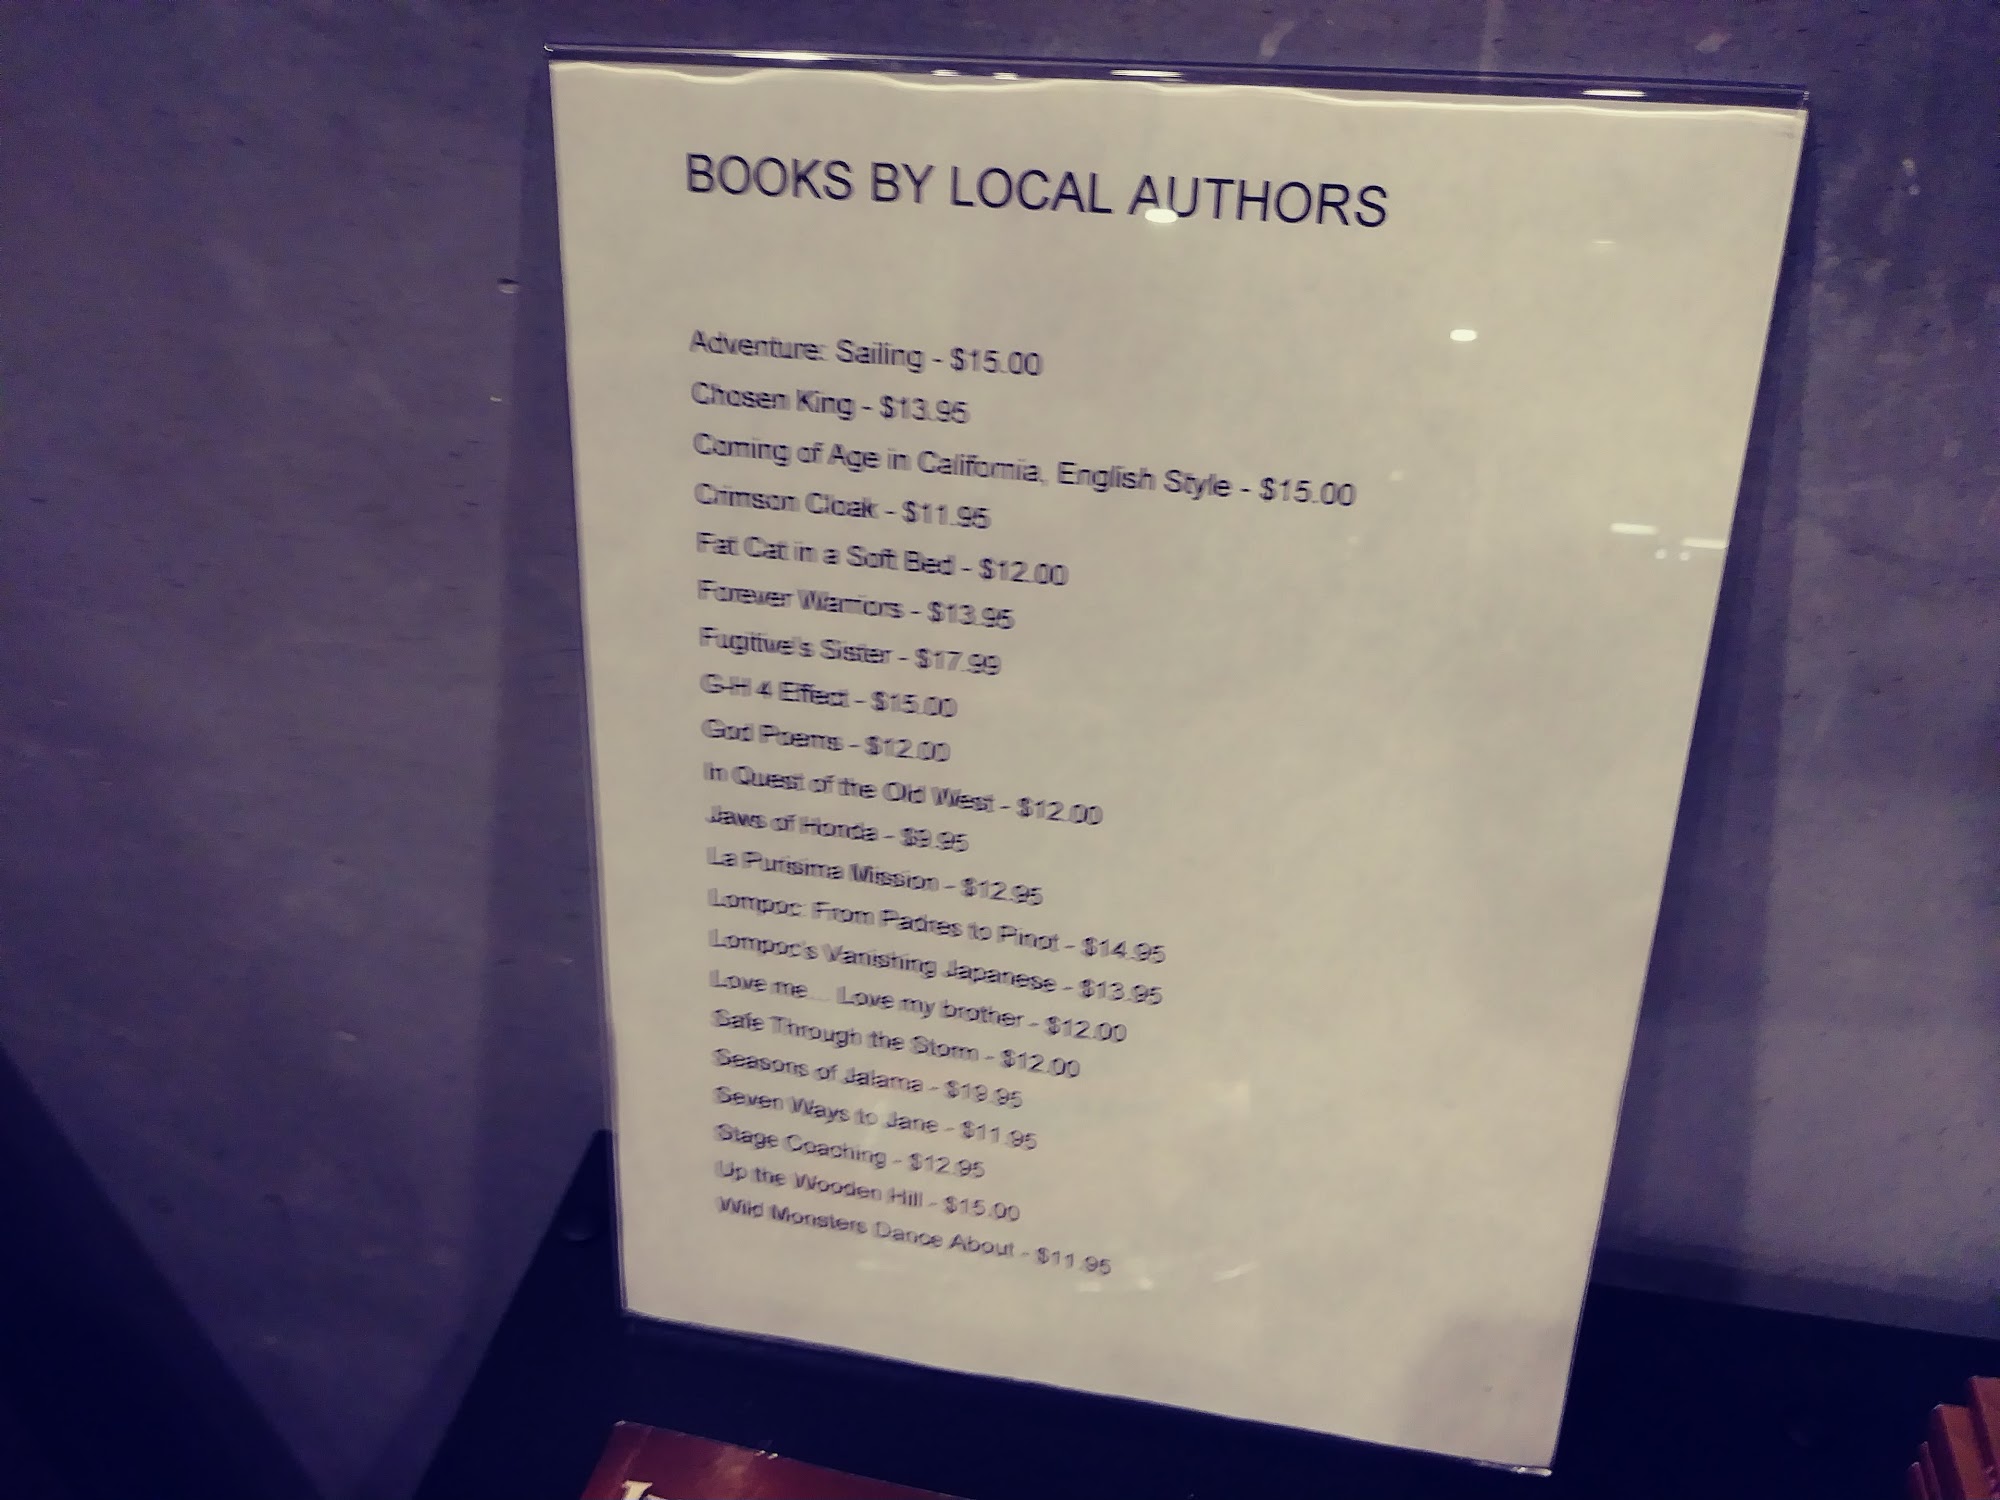 BOOKS BY LOCAL AUTHORS
Adventure: Sailing - $15.00
Chosen King - $13.95
Coming of Age in California, English Style - $15.00
Crimson Cloak - $11.95
Fat Cat in a Soft Bed - $12.00
Forever Warriors - $13.95
Fugitive's Sister - $17.99
G-H 4 Effect - $15.00
God Poems - $12.00
In Quest of the Old West - $12.00
Jaws of Honda - $9.95
La Purisima Mission - $12.95
Lompoc: From Padres to Pinot - $14.95
Lompoc's Vanishing Japanese - $13.95
Love me... Love my brother - $12.00
Safe Through the Storm - $12.00
Seasons of Jalama - $19.95
Seven Ways to Jane - $11.95
Stage Coaching - $12.95
Up the Wooden Hill - $15.00
Wild Monsters Dance About - $11.95